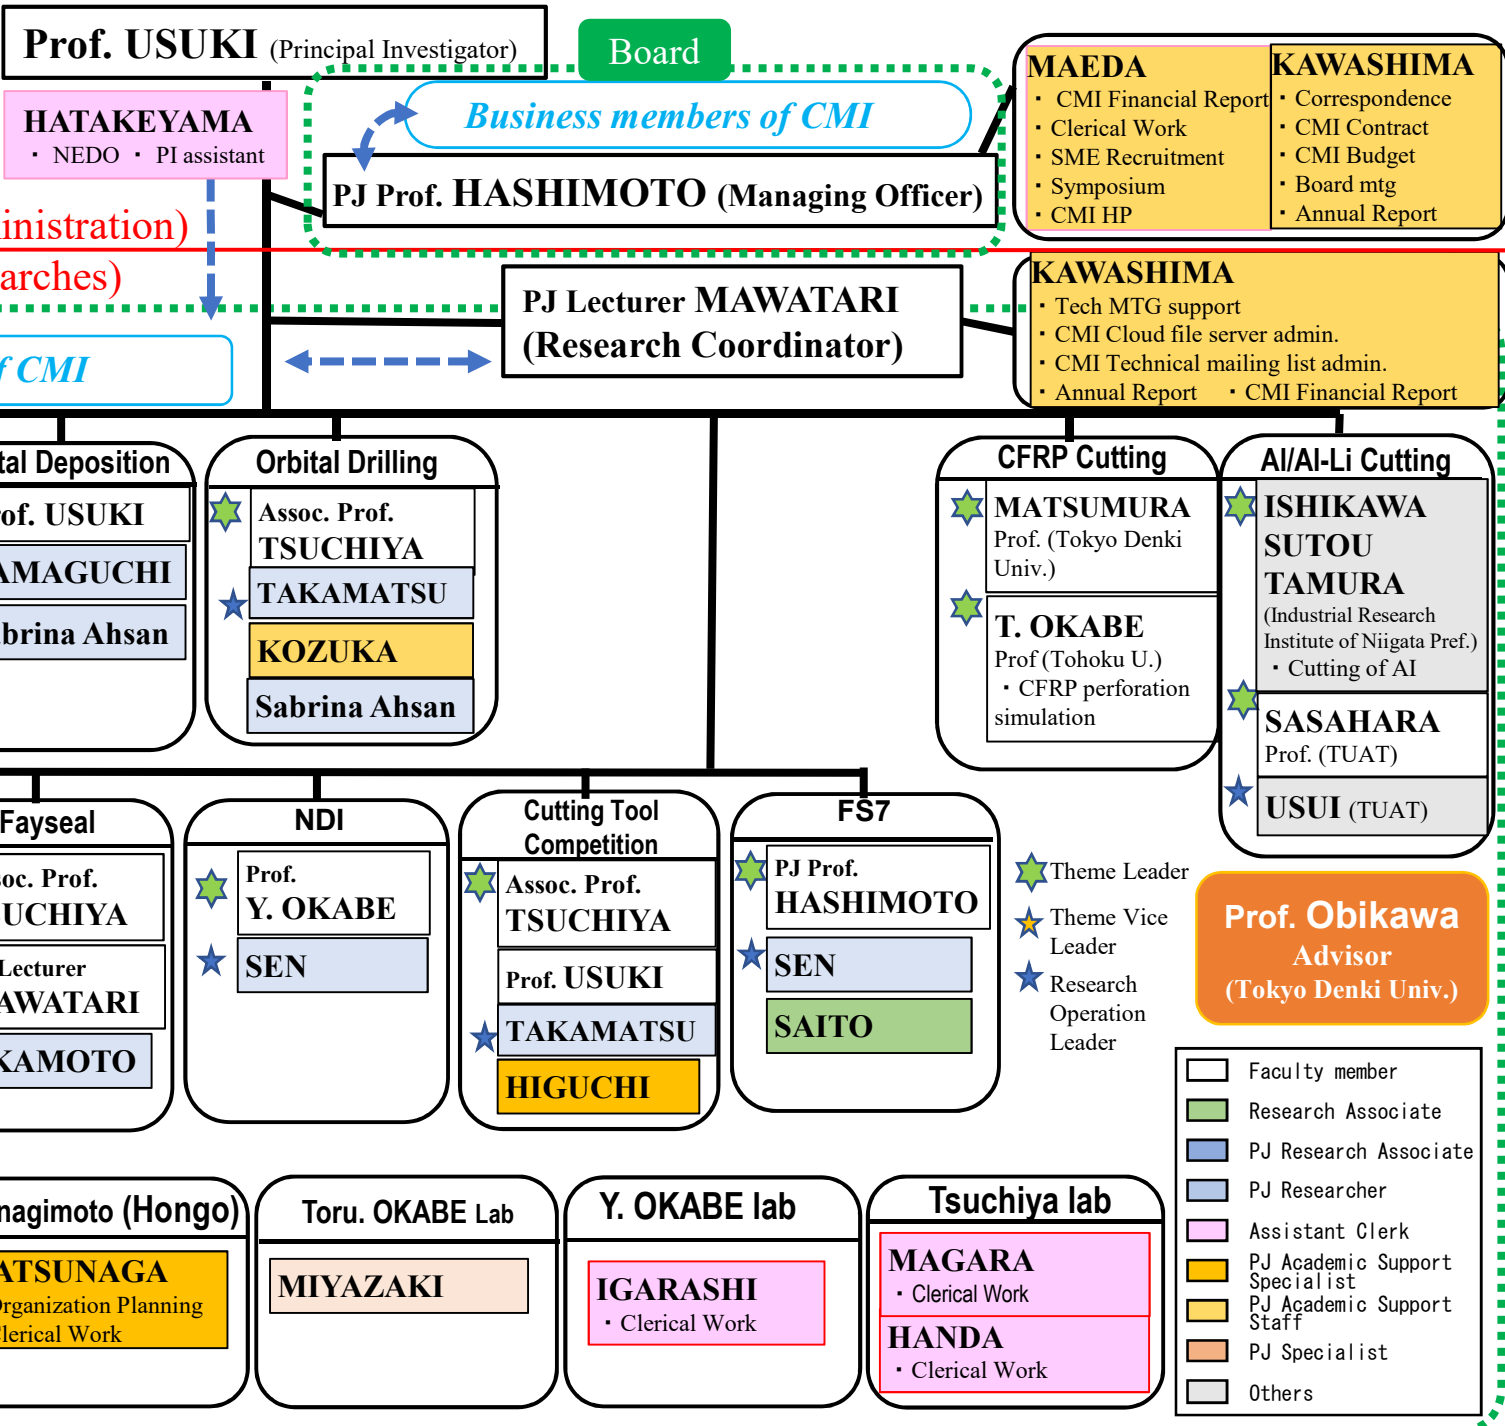 Prof. USUKI (Principal Investigator)
Board
HATAKEYAMA
・ NEDO ・ PI assistant
Business members of CMI
PJ Prof. HASHIMOTO (Managing Officer)
MAEDA
・ CMI Financial Report
・ Clerical Work
・ SME Recruitment
・ Symposium
・ CMI HP
KAWASHIMA
・ Correspondence
・ CMI Contract
・ CMI Budget
・ Board mtg
・ Annual Report
inistration)
arches)
PJ Lecturer MAWATARI
(Research Coordinator)
KAWASHIMA
・ Tech MTG support
・ CMI Cloud file server admin.
・ CMI Technical mailing list admin.
・ Annual Report ・ CMI Financial Report
f CMI
tal Deposition
rof. USUKI
AMAGUCHI
brina Ahsan
Orbital Drilling
Assoc. Prof.
TSUCHIYA
TAKAMATSU
KOZUKA
Sabrina Ahsan
CFRP Cutting
MATSUMURA
Prof. (Tokyo Denki
Univ.)
T. OKABE
Prof (Tohoku U.)
・ CFRP perforation
simulation
Al/Al-Li Cutting
ISHIKAWA
SUTOU
TAMURA
(Industrial Research
Institute of Niigata Pref.)
・ Cutting of AI
SASAHARA
Prof. (TUAT)
USUI (TUAT)
Fayseal
soc. Prof.
SUCHIYA
Lecturer
AWATARI
KAMOTO
NDI
Prof.
Y. OKABE
SEN
Cutting Tool
Competition
Assoc. Prof.
TSUCHIYA
Prof. USUKI
TAKAMATSU
HIGUCHI
FS7
PJ Prof.
HASHIMOTO
SEN
SAITO
Theme Leader
Theme Vice
Leader
Research
Operation
Leader
Prof. Obikawa
Advisor
(Tokyo Denki Univ.)
Faculty member
Research Associate
PJ Research Associate
PJ Researcher
Assistant Clerk
PJ Academic Support
Specialist
PJ Academic Support
Staff
PJ Specialist
Others
nagimoto (Hongo)
ATSUNAGA
Organization Planning
Clerical Work
Toru. OKABE Lab
MIYAZAKI
Y. OKABE lab
IGARASHI
・ Clerical Work
Tsuchiya lab
MAGARA
・ Clerical Work
HANDA
・ Clerical Work